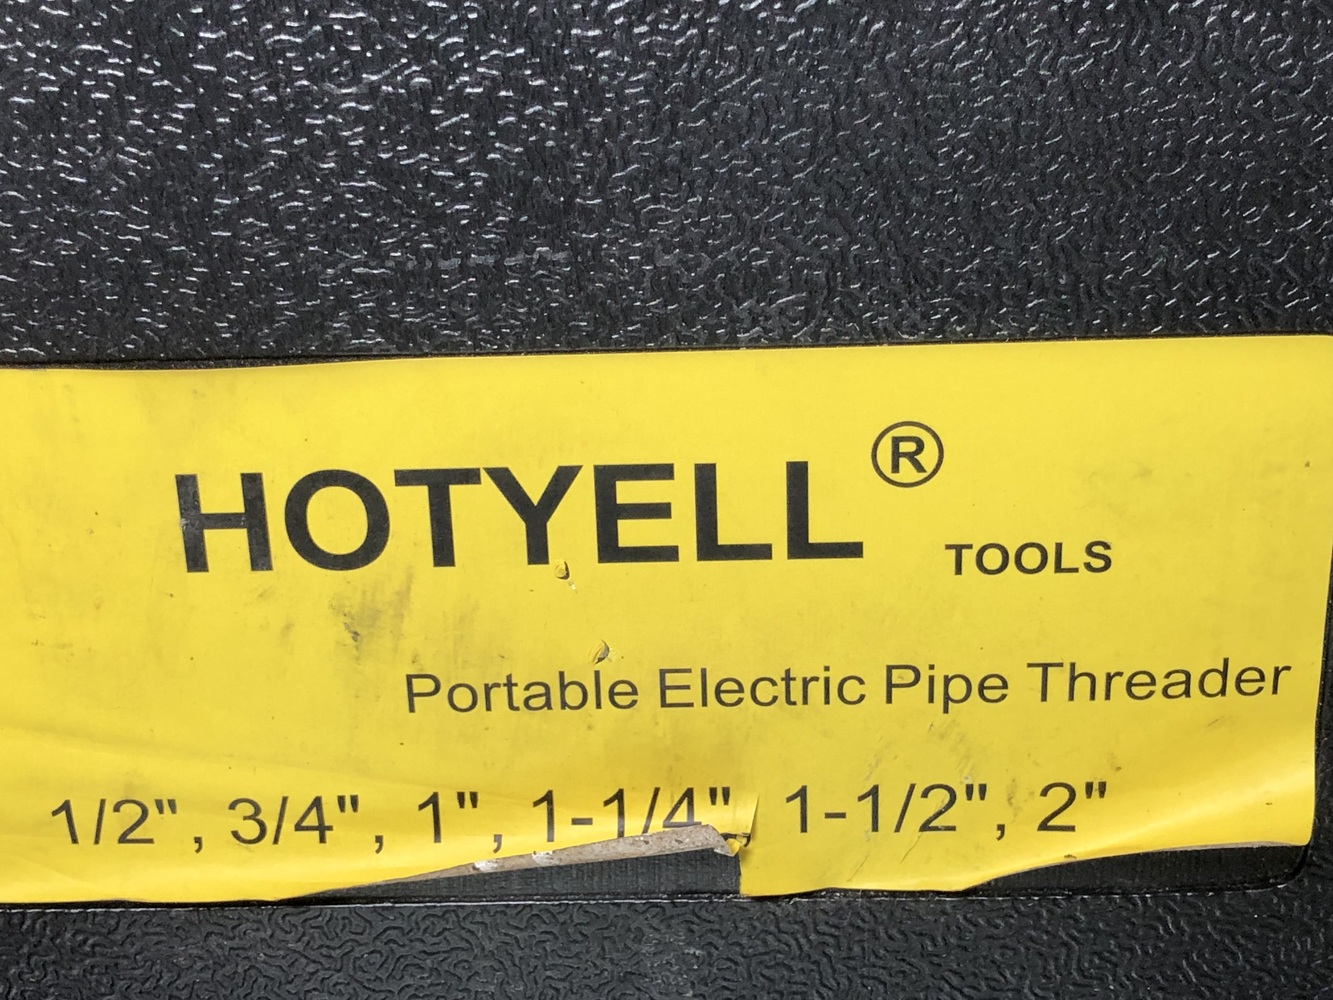 HOTYELL®
TOOLS
Portable Electric Pipe Threader
1/2", 3/4", 1", 1-1/4", 1-1/2", 2"